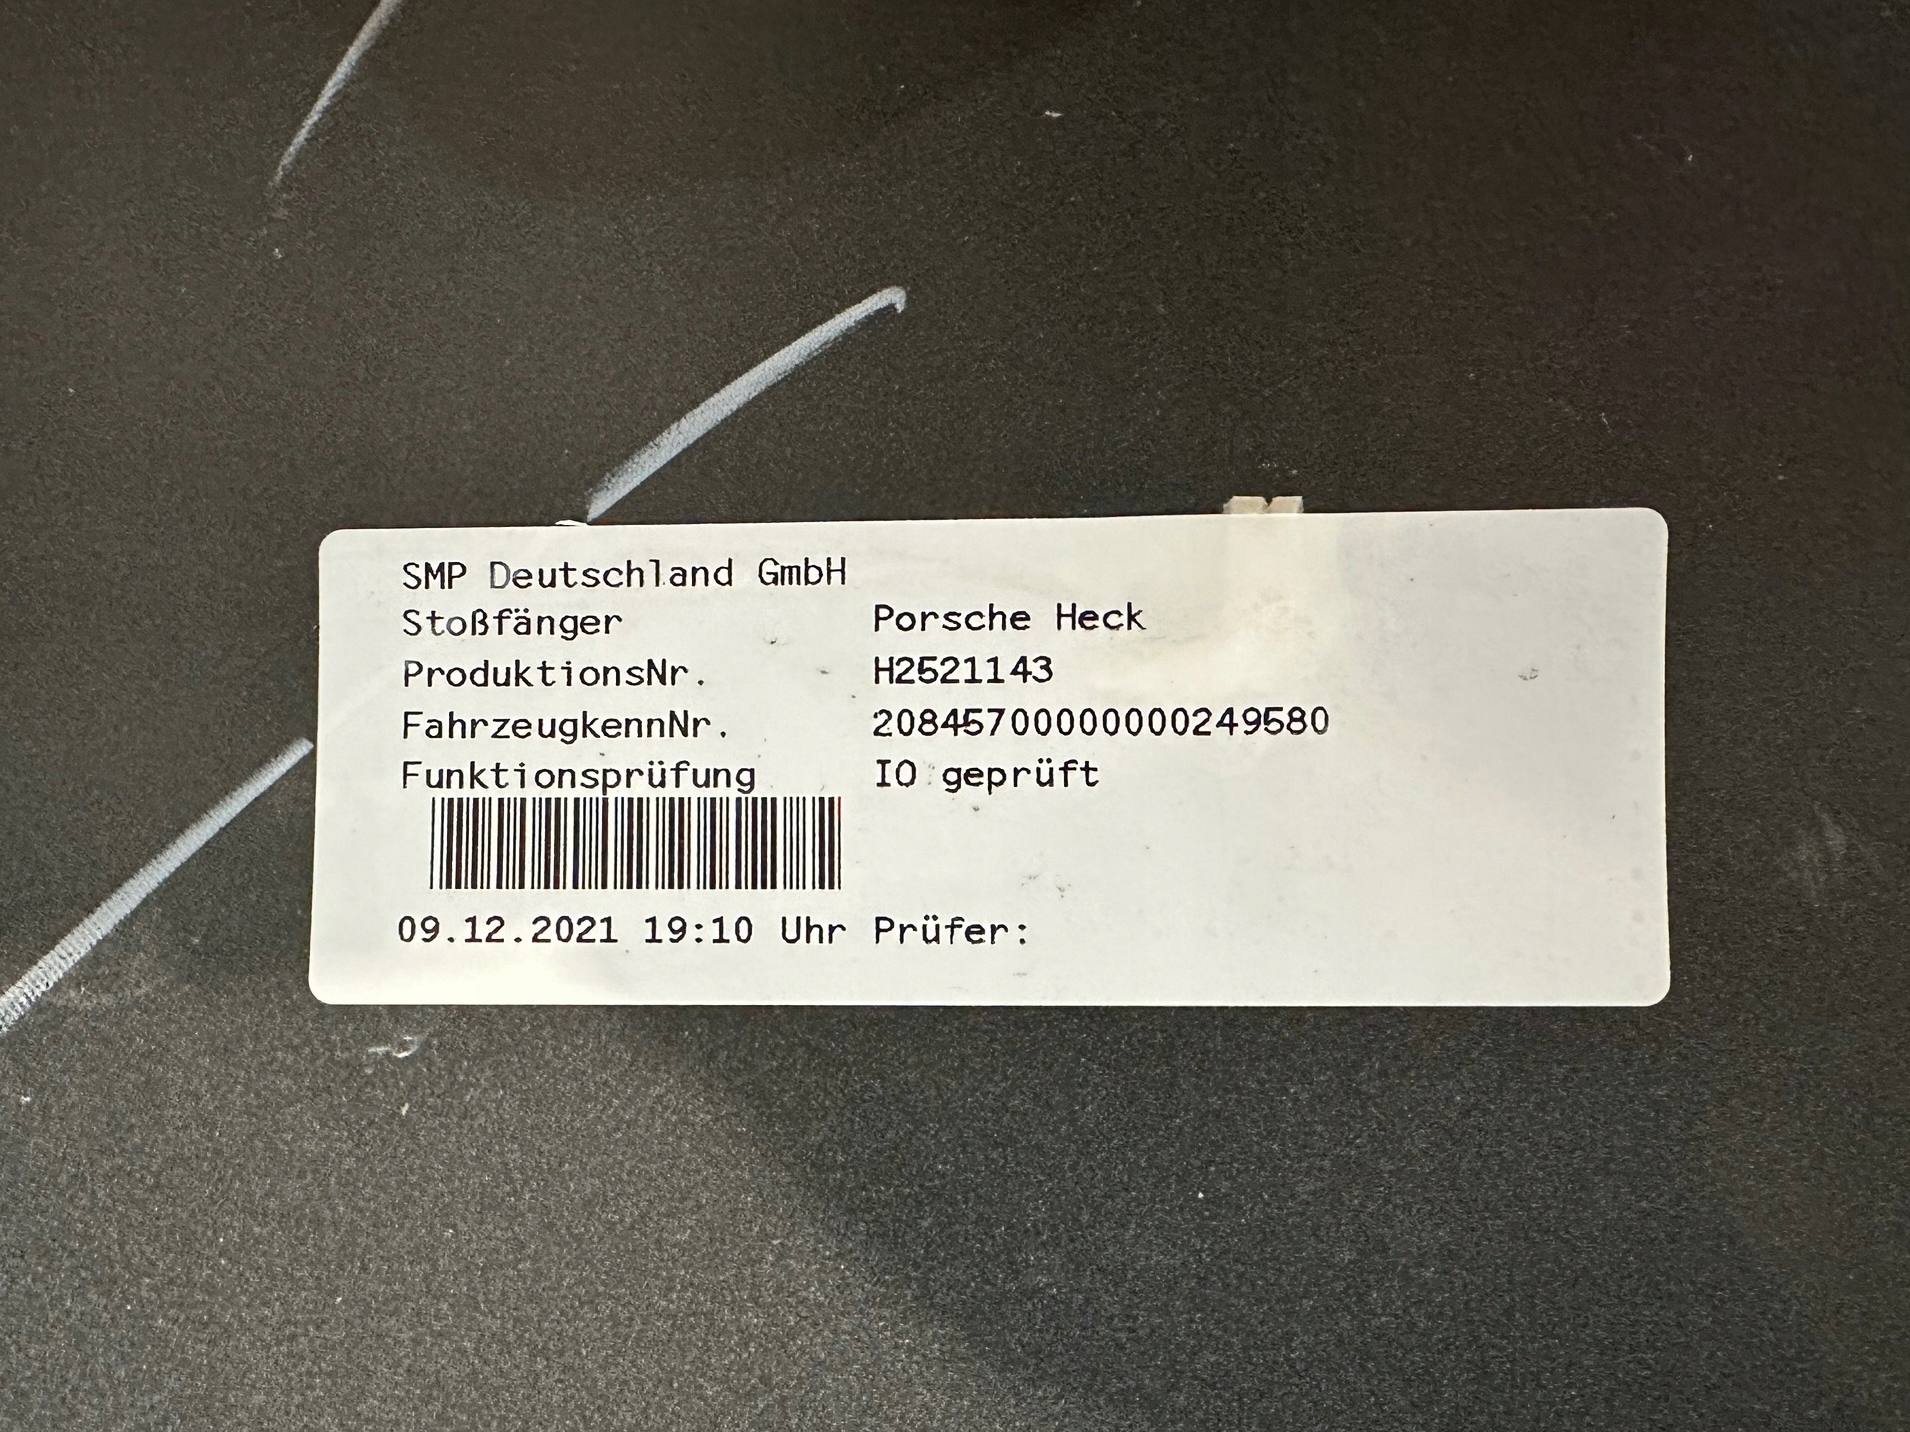 SMP Deutschland GmbH
Stoßfänger Porsche Heck
ProduktionsNr. H2521143
FahrzeugkennNr. 20845700000000249580
Funktionsprüfung IO geprüft
09.12.2021 19:10 Uhr Prüfer: